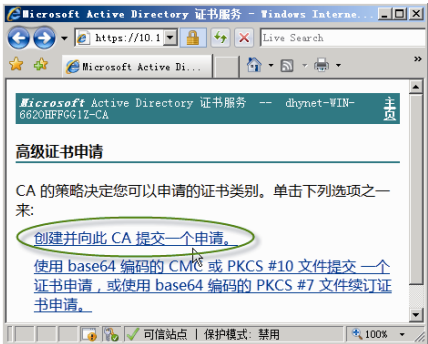 Microsoft Active Directory 证书服务 - Windows Interne...
https://10.1
Live Search
Microsoft Active Di...
»
Microsoft Active Directory 证书服务 -- dhynet-WIN-
6620HFFGG1Z-CA
主页
高级证书申请
CA 的策略决定您可以申请的证书类别。单击下列选项之一
来:
创建并向此 CA 提交一个申请。
使用 base64 编码的 CMC 或 PKCS #10 文件提交 一个
证书申请，或使用 base64 编码的 PKCS #7 文件续订证
书申请。
可信站点 | 保护模式: 禁用
100%